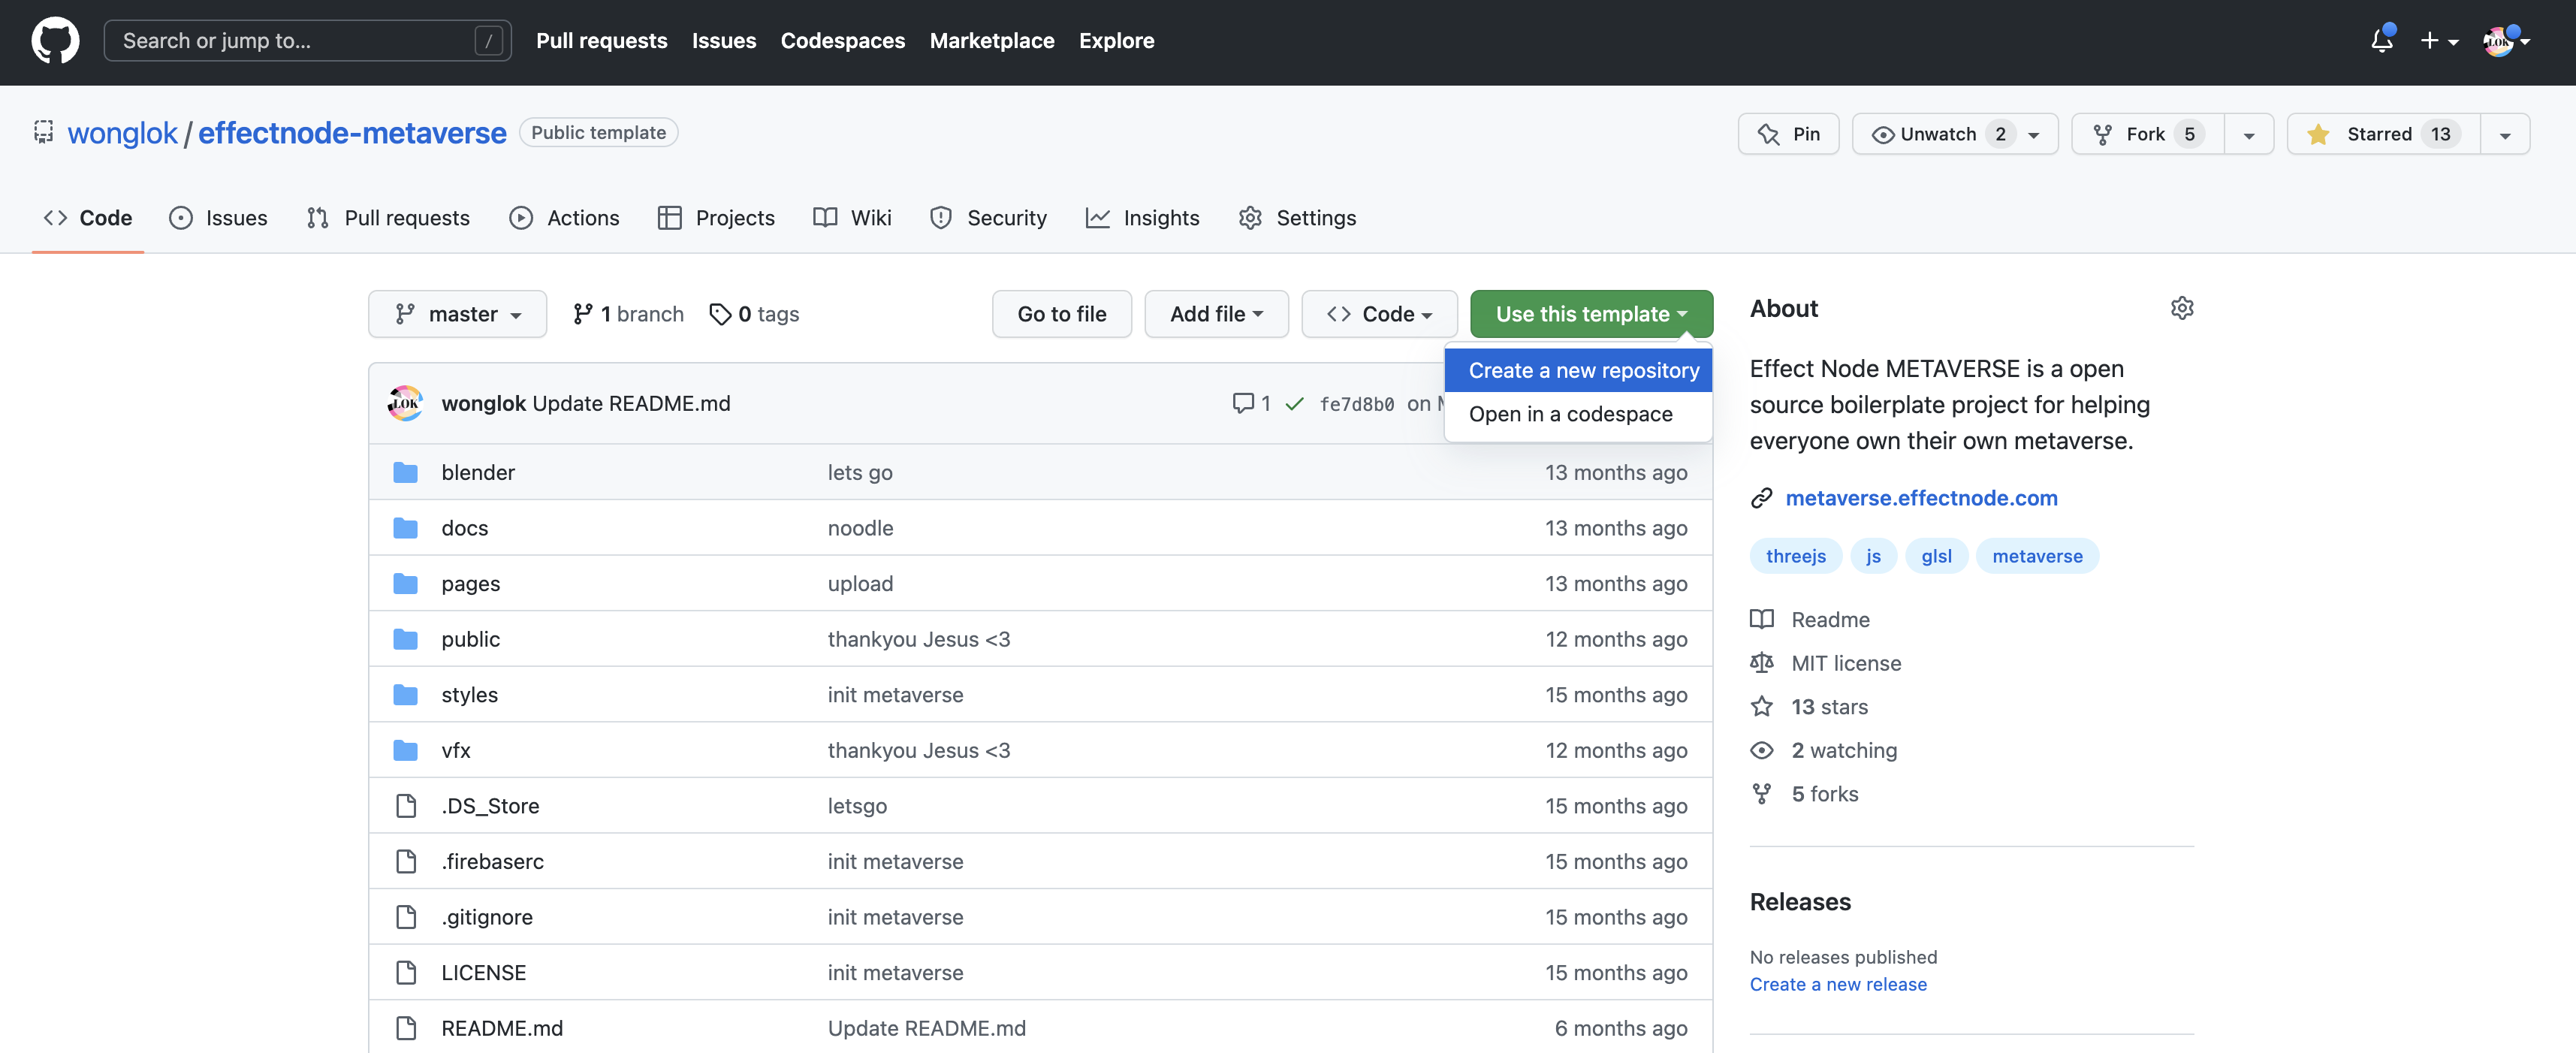 Search or jump to... /
Pull requests Issues Codespaces Marketplace Explore
LOK
wonglok / effectnode-metaverse Public template
Pin Unwatch 2 Fork 5 Starred 13
Code Issues Pull requests Actions Projects Wiki Security Insights Settings
master 1 branch 0 tags Go to file Add file Code Use this template
Create a new repository
Open in a codespace
LOK wonglok Update README.md 1 fe7d8b0 on
blender lets go 13 months ago
docs noodle 13 months ago
pages upload 13 months ago
public thankyou Jesus <3 12 months ago
styles init metaverse 15 months ago
vfx thankyou Jesus <3 12 months ago
.DS_Store letsgo 15 months ago
.firebaserc init metaverse 15 months ago
.gitignore init metaverse 15 months ago
LICENSE init metaverse 15 months ago
README.md Update README.md 6 months ago
About
Effect Node METAVERSE is a open
source boilerplate project for helping
everyone own their own metaverse.
metaverse.effectnode.com
threejs js glsl metaverse
Readme
MIT license
13 stars
2 watching
5 forks
Releases
No releases published
Create a new release